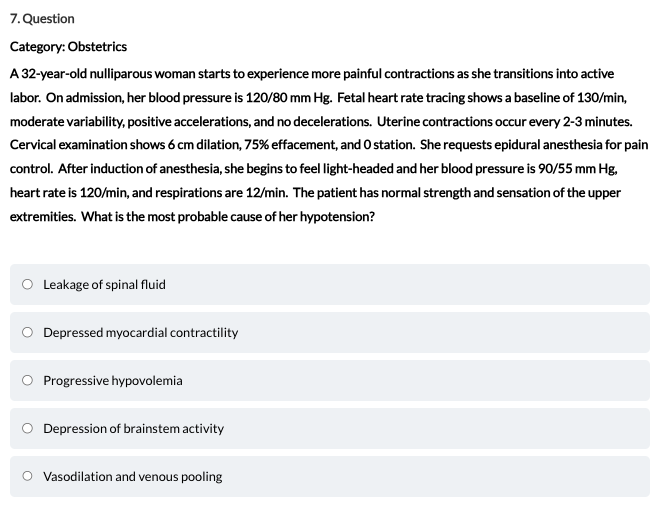 7. Question
Category: Obstetrics
A 32-year-old nulliparous woman starts to experience more painful contractions as she transitions into active
labor. On admission, her blood pressure is 120/80 mm Hg. Fetal heart rate tracing shows a baseline of 130/min,
moderate variability, positive accelerations, and no decelerations. Uterine contractions occur every 2-3 minutes.
Cervical examination shows 6 cm dilation, 75% effacement, and 0 station. She requests epidural anesthesia for pain
control. After induction of anesthesia, she begins to feel light-headed and her blood pressure is 90/55 mm Hg,
heart rate is 120/min, and respirations are 12/min. The patient has normal strength and sensation of the upper
extremities. What is the most probable cause of her hypotension?
Leakage of spinal fluid
Depressed myocardial contractility
Progressive hypovolemia
Depression of brainstem activity
Vasodilation and venous pooling